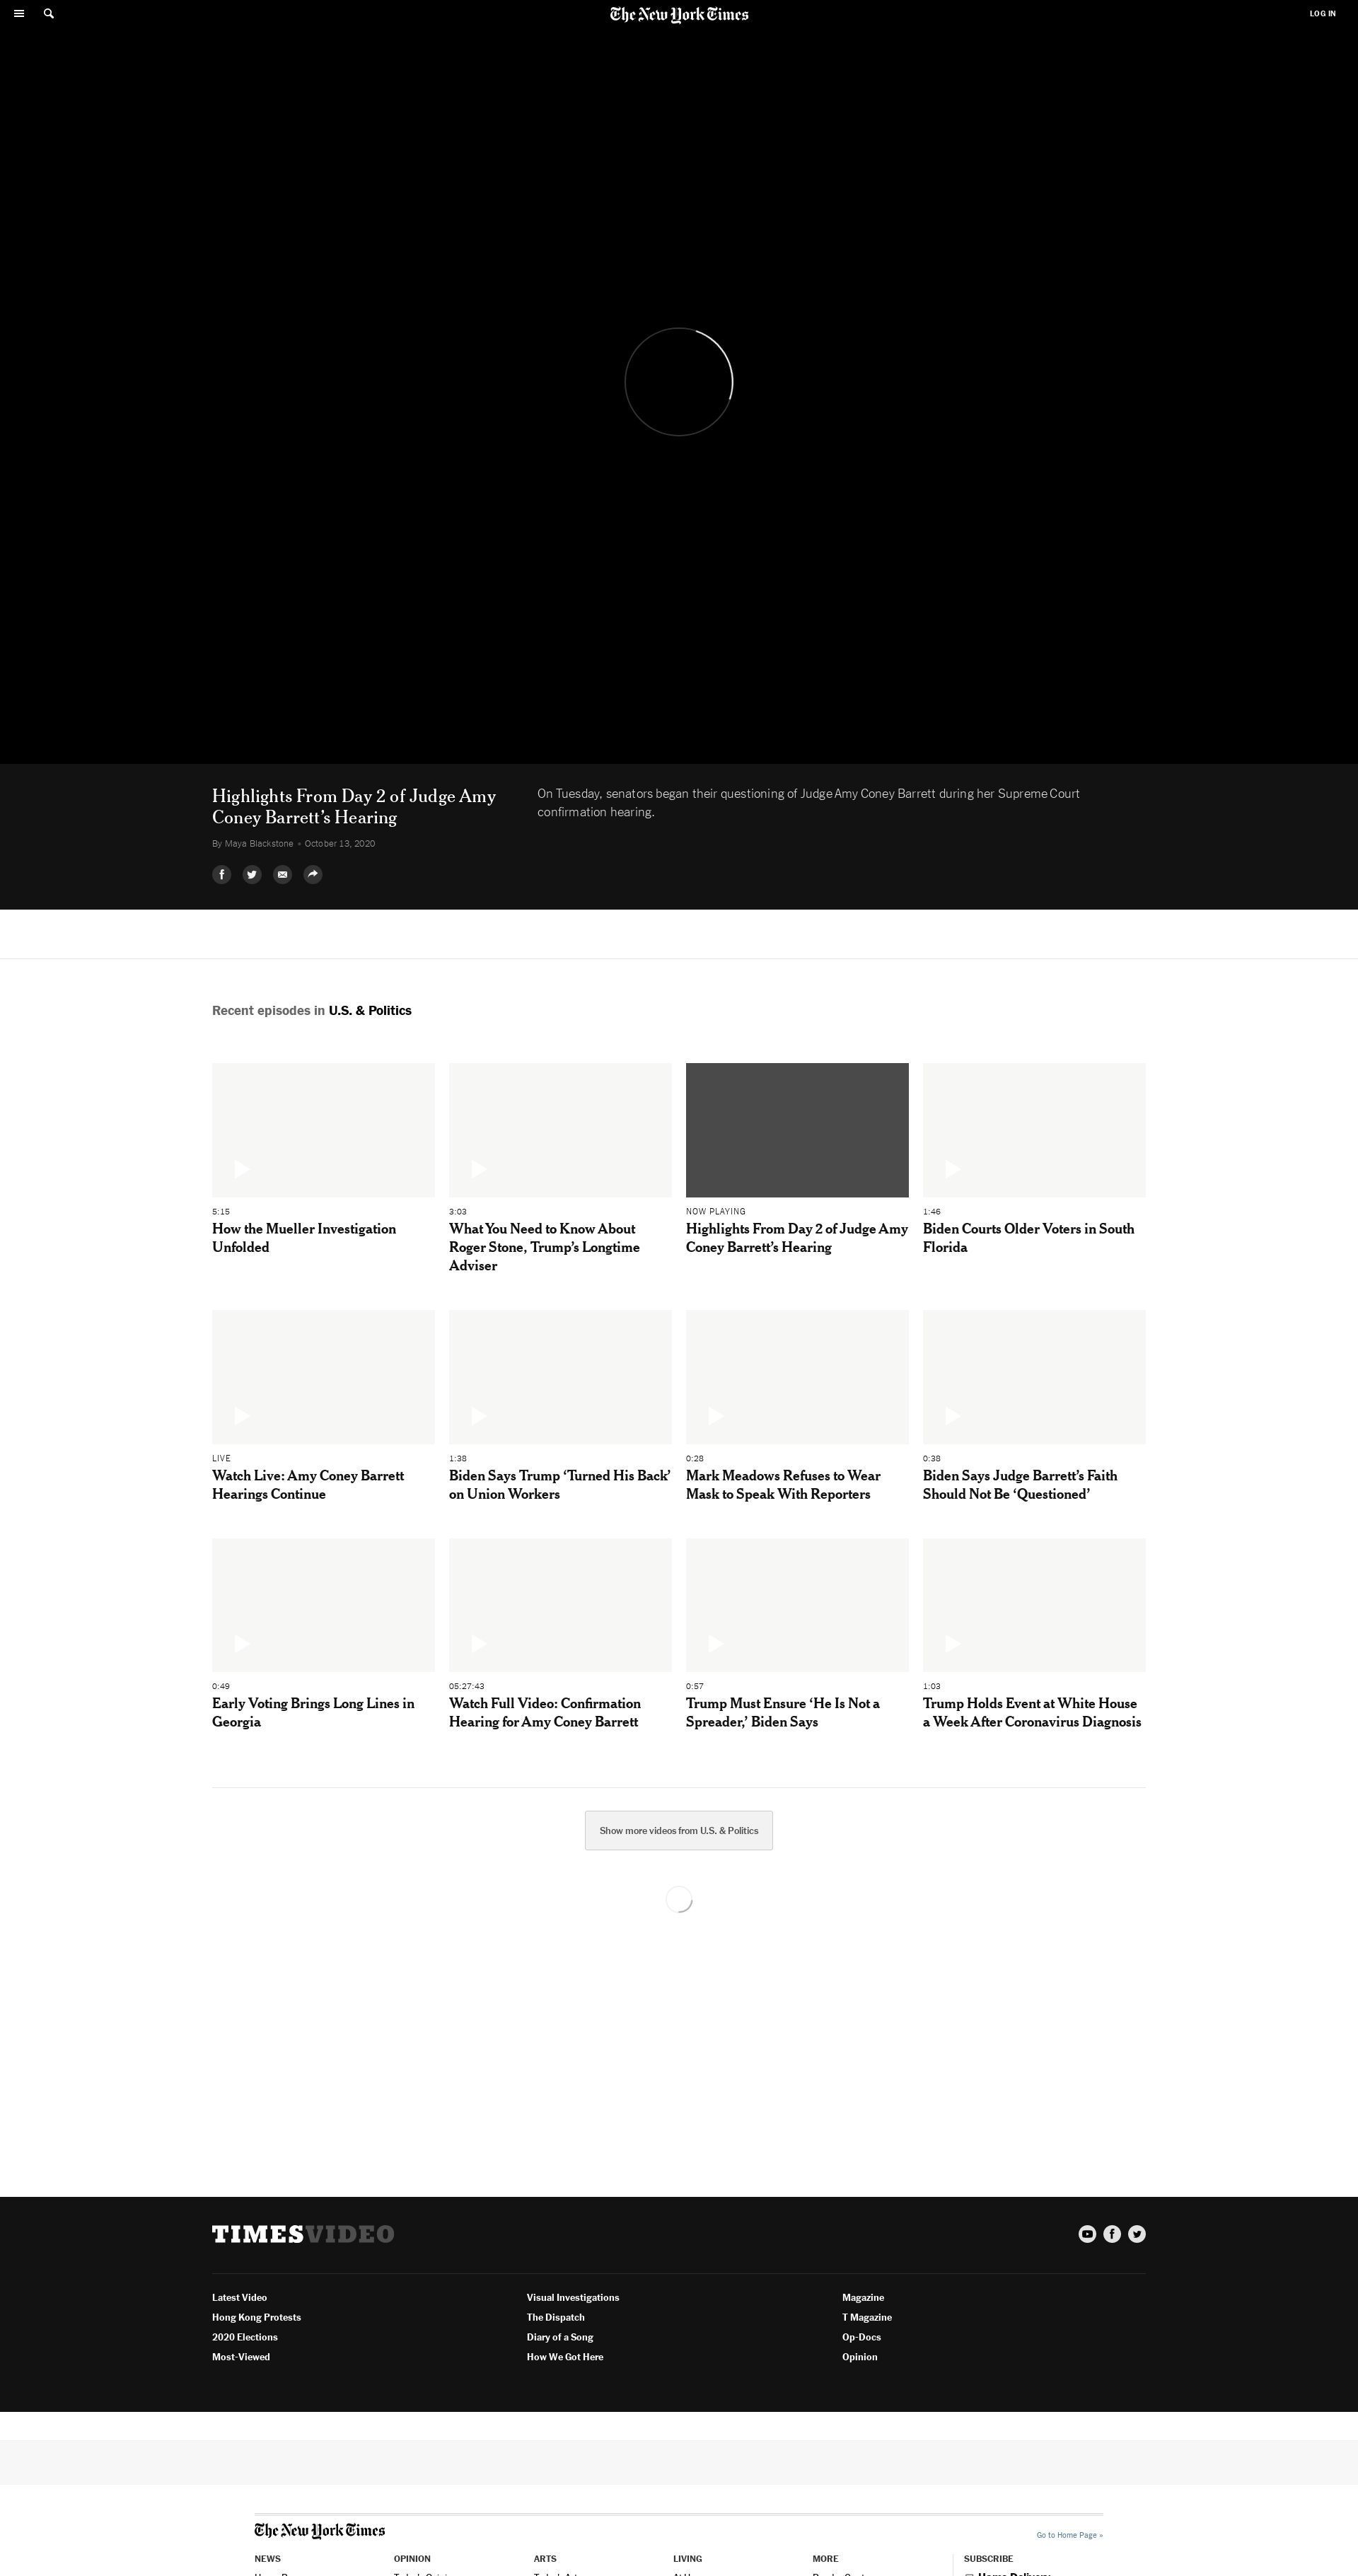 The New York Times
LOG IN
Highlights From Day 2 of Judge Amy
Coney Barrett’s Hearing
By Maya Blackstone • October 13, 2020
On Tuesday, senators began their questioning of Judge Amy Coney Barrett during her Supreme Court
confirmation hearing.
Recent episodes in U.S. & Politics
5:15
How the Mueller Investigation
Unfolded
3:03
What You Need to Know About
Roger Stone, Trump’s Longtime
Adviser
NOW PLAYING
Highlights From Day 2 of Judge Amy
Coney Barrett’s Hearing
1:46
Biden Courts Older Voters in South
Florida
LIVE
Watch Live: Amy Coney Barrett
Hearings Continue
1:38
Biden Says Trump ‘Turned His Back’
on Union Workers
0:28
Mark Meadows Refuses to Wear
Mask to Speak With Reporters
0:38
Biden Says Judge Barrett’s Faith
Should Not Be ‘Questioned’
0:49
Early Voting Brings Long Lines in
Georgia
05:27:43
Watch Full Video: Confirmation
Hearing for Amy Coney Barrett
0:57
Trump Must Ensure ‘He Is Not a
Spreader,’ Biden Says
1:03
Trump Holds Event at White House
a Week After Coronavirus Diagnosis
Show more videos from U.S. & Politics
TIMESVIDEO
Latest Video
Hong Kong Protests
2020 Elections
Most-Viewed
Visual Investigations
The Dispatch
Diary of a Song
How We Got Here
Magazine
T Magazine
Op-Docs
Opinion
The New York Times
Go to Home Page »
NEWS
OPINION
ARTS
LIVING
MORE
SUBSCRIBE